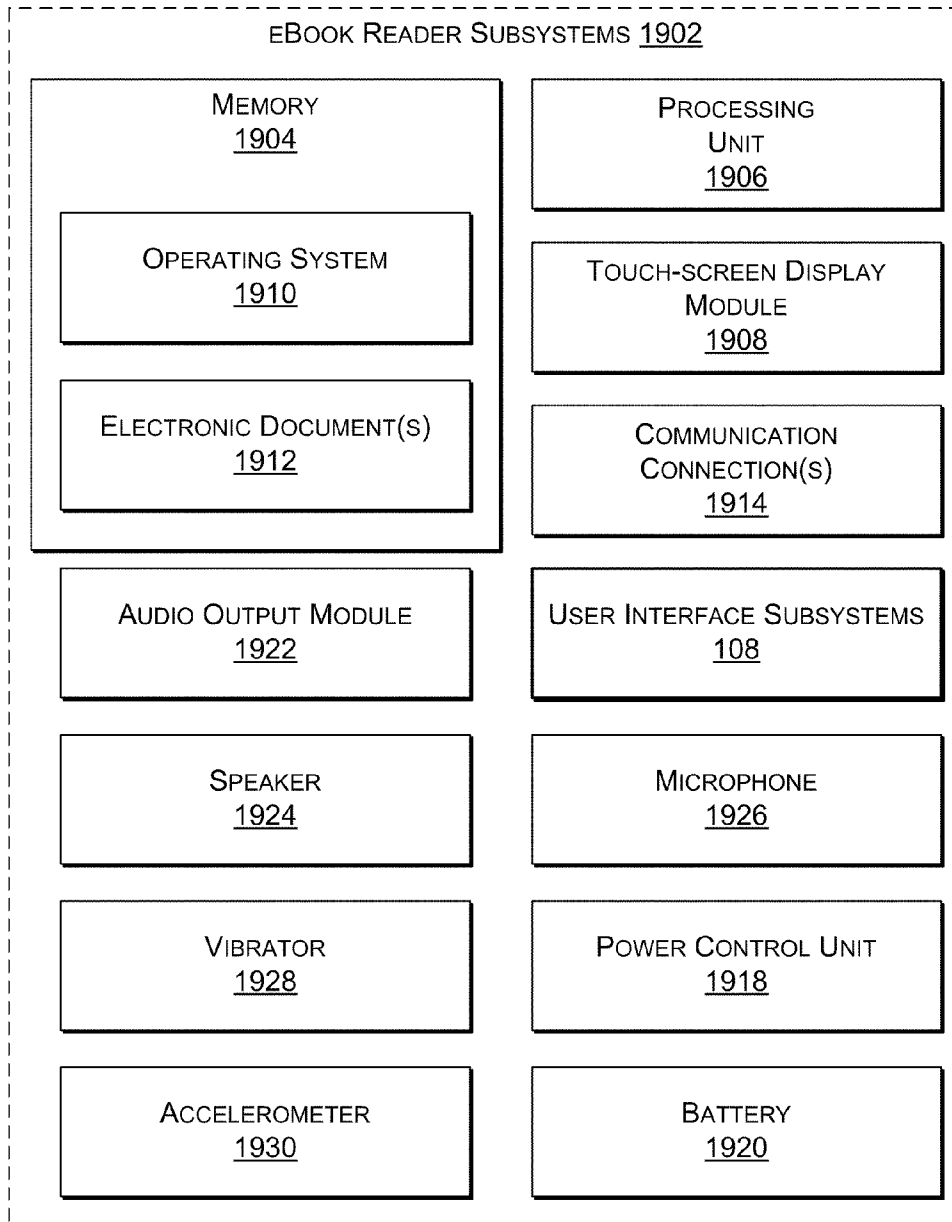 eBook Reader Subsystems 1902
Memory
1904
Operating System
1910
Electronic Document(s)
1912
Processing
Unit
1906
Touch-screen Display
Module
1908
Communication
Connection(s)
1914
Audio Output Module
1922
User Interface Subsystems
108
Speaker
1924
Microphone
1926
Vibrator
1928
Power Control Unit
1918
Accelerometer
1930
Battery
1920